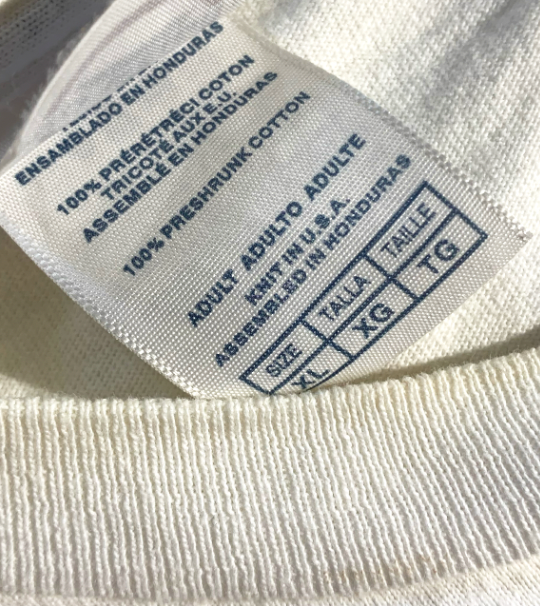 ENSAMBLADO EN HONDURAS
100% PRÉRÉTRÉCI COTON
TRICOTÉ AUX E.U.
ASSEMBLÉ EN HONDURAS
100% PRESHRUNK COTTON
ADULT ADULTO ADULTE
KNIT IN U.S.A.
ASSEMBLED IN HONDURAS
SIZE TALLA TAILLE
XL XG TG